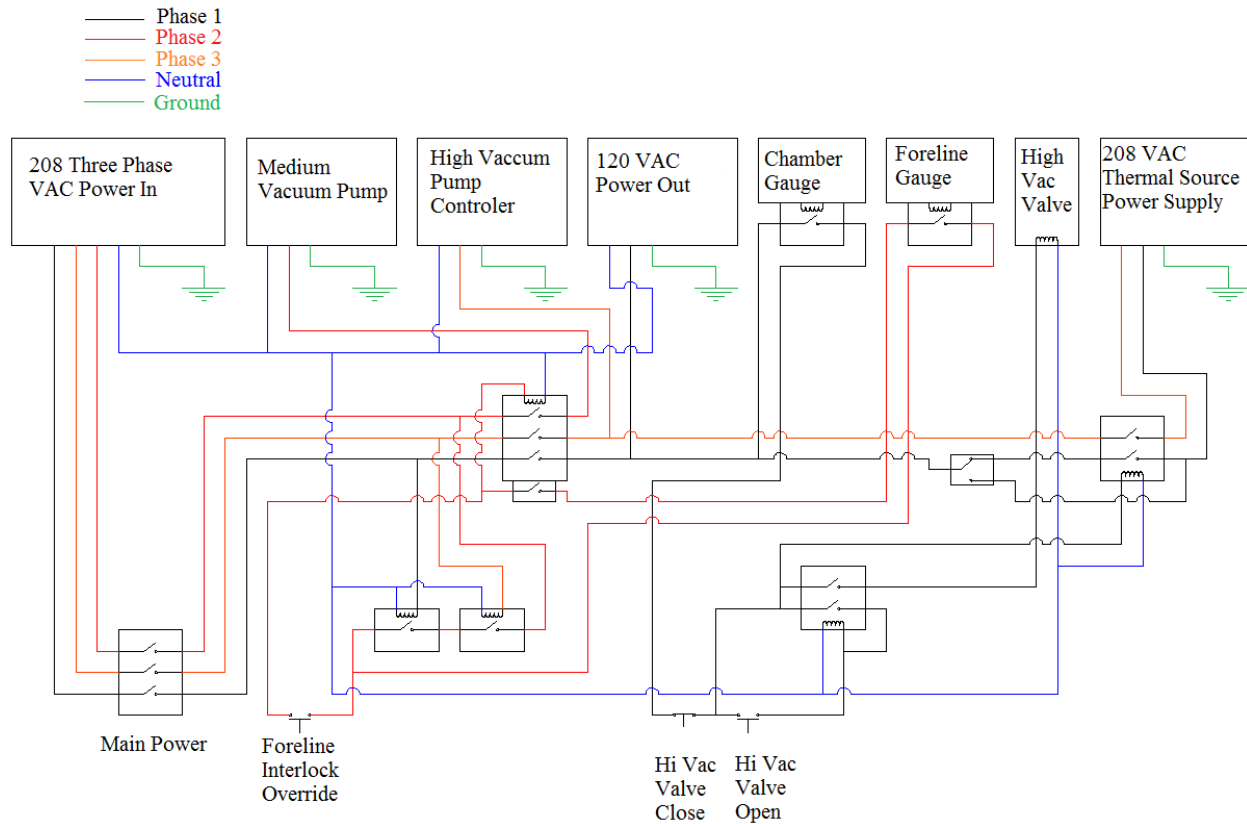 Phase 1
Phase 2
Phase 3
Neutral
Ground
208 Three Phase
VAC Power In
Medium
Vacuum Pump
High Vaccum
Pump
Controler
120 VAC
Power Out
Chamber
Gauge
Foreline
Gauge
High
Vac
Valve
208 VAC
Thermal Source
Power Supply
Main Power
Foreline
Interlock
Override
Hi Vac
Valve
Close
Hi Vac
Valve
Open